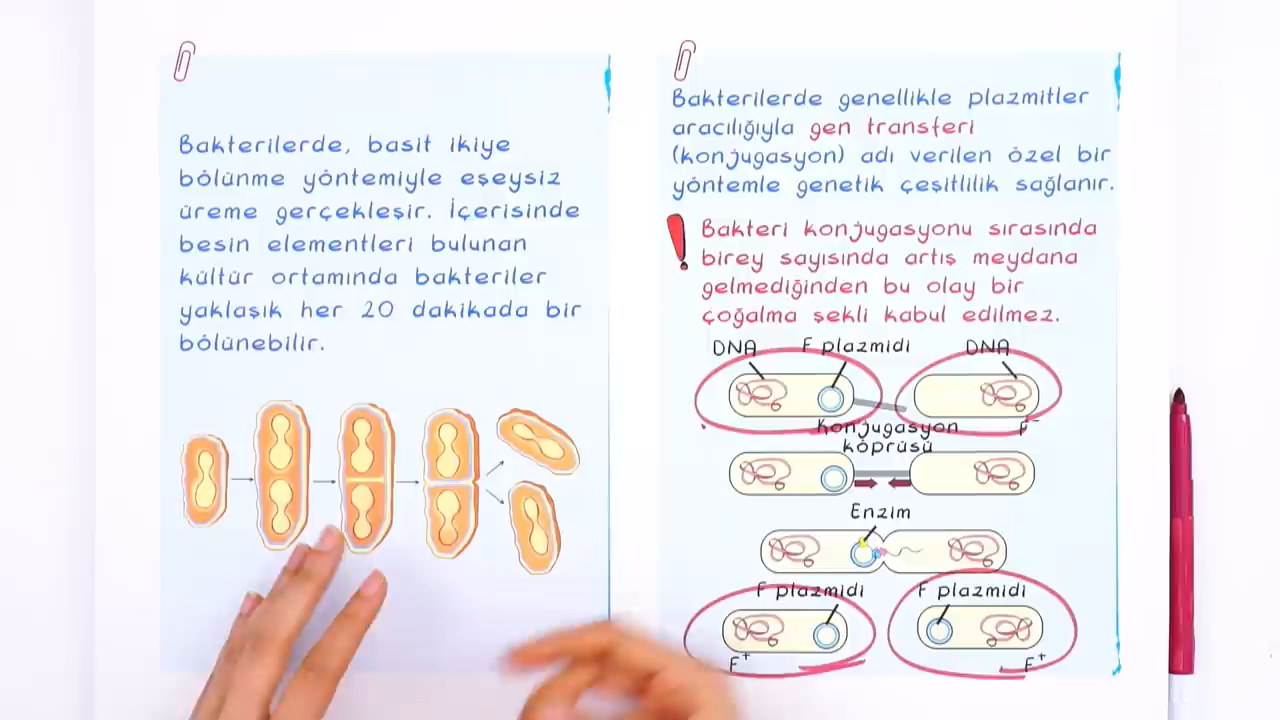 Bakterilerde, basit ikiye
bölünme yöntemiyle eşeysiz
üreme gerçekleşir. İçerisinde
besin elementleri bulunan
kültür ortamında bakteriler
yaklaşık her 20 dakikada bir
bölünebilir.
Bakterilerde genellikle plazmitler
aracılığıyla gen transferi
(konjugasyon) adı verilen özel bir
yöntemle genetik çeşitlilik sağlanır.
Bakteri konjugasyonu sırasında
birey sayısında artış meydana
gelmediğinden bu olay bir
çoğalma şekli kabul edilmez.
DNA F plazmidi DNA
F-
Konjugasyon
köprüsü
Enzim
F plazmidi F plazmidi
F+ F+